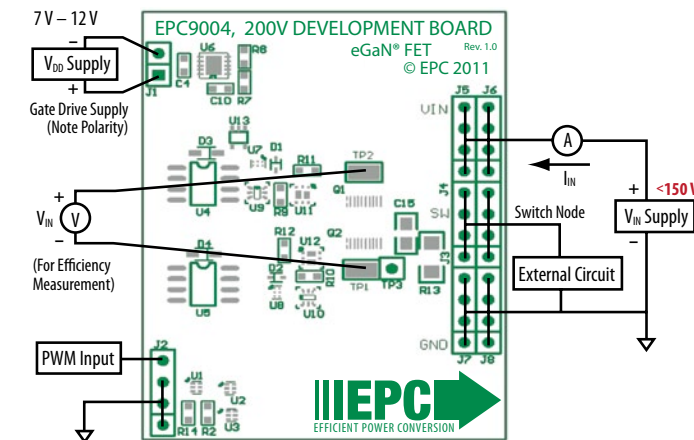 7 V – 12 V
EPC9004, 200V DEVELOPMENT BOARD
eGaN® FET
Rev. 1.0
© EPC 2011
–
VDD Supply
+
Gate Drive Supply
(Note Polarity)
J1
C4
U6
R8
C10
R7
J5
J6
VIN
A
IIN
U13
D3
U7
D1
R11
TP2
U4
U9
R9
U11
Q1
J4
SW
Switch Node
+
<150 V
VIN Supply
–
+
VIN
V
–
(For Efficiency
Measurement)
C15
Q2
R12
U12
D4
D2
R10
TP1
TP3
R13
J3
External Circuit
U5
U8
U10
GND
J7
J8
PWM Input
J2
U1
U2
U3
R14
R2
EPC
EFFICIENT POWER CONVERSION